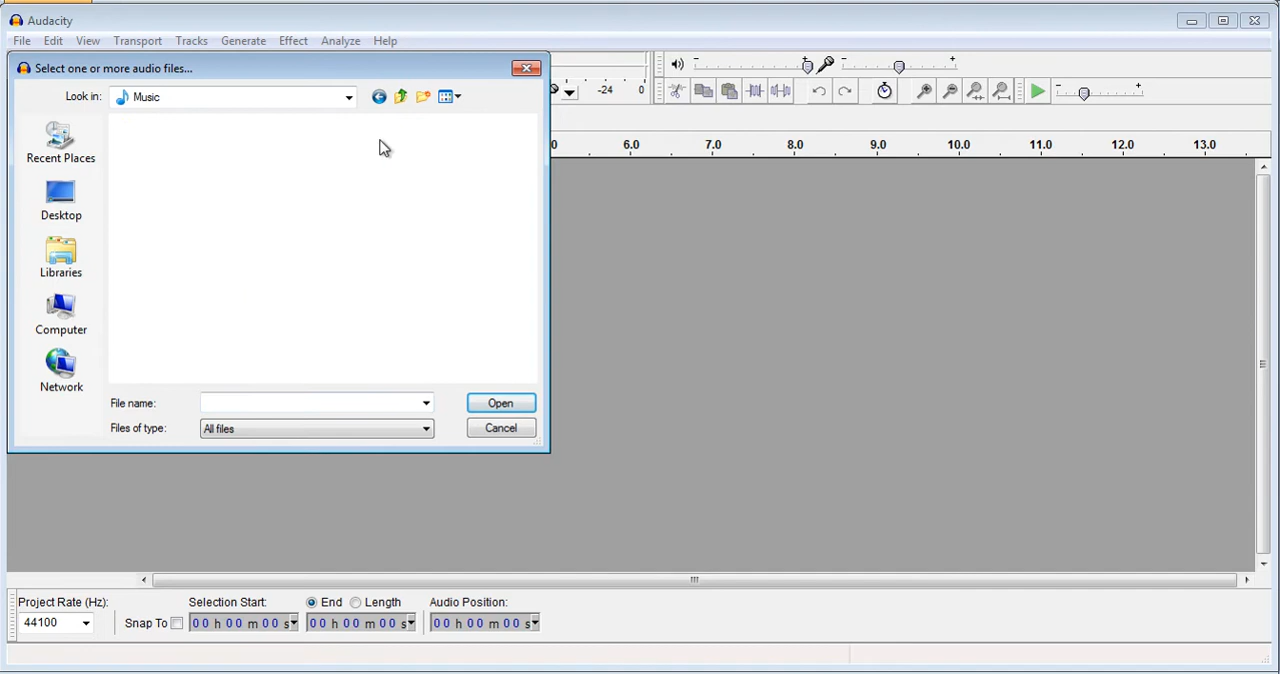 Audacity
File Edit View Transport Tracks Generate Effect Analyze Help
Select one or more audio files...
Look in: Music
-24 0
0 6.0 7.0 8.0 9.0 10.0 11.0 12.0 13.0
Recent Places
Desktop
Libraries
Computer
Network
File name: Open
Files of type: All files Cancel
Project Rate (Hz): Selection Start: End Length Audio Position:
44100 Snap To 00 h 00 m 00 s 00 h 00 m 00 s 00 h 00 m 00 s